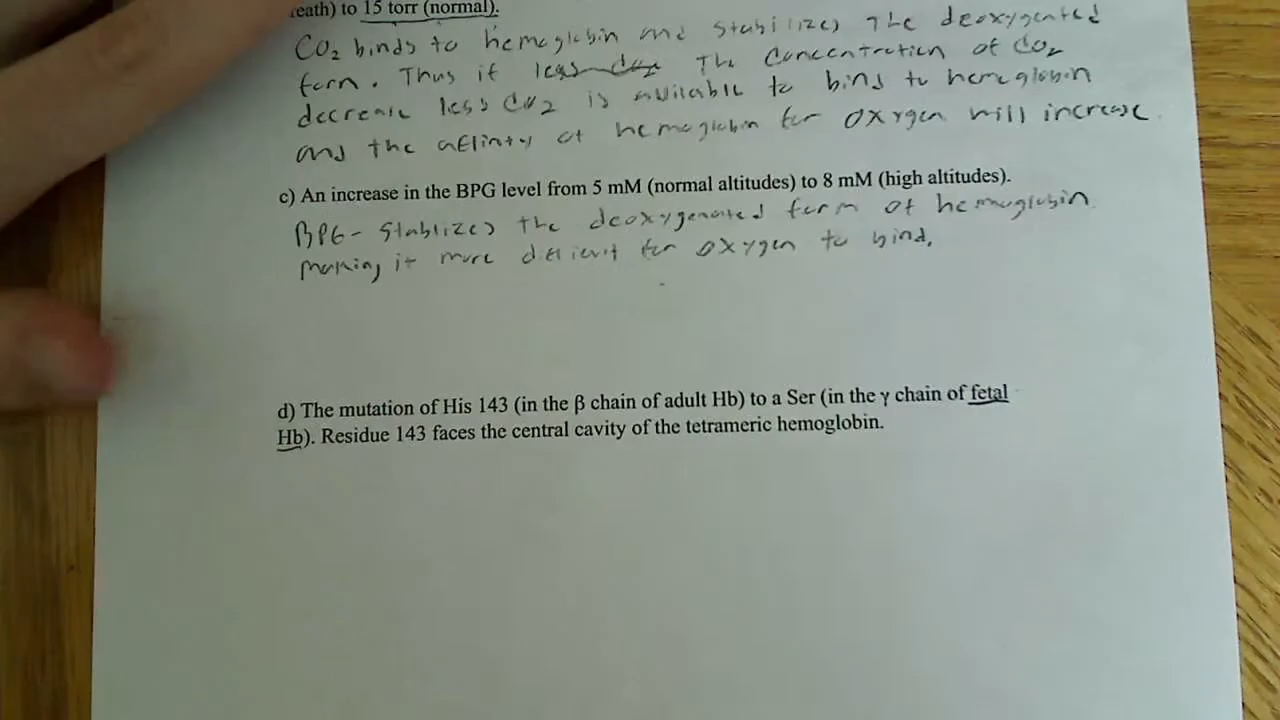 eath) to 15 torr (normal).
CO2 binds to hemoglobin and stabilizes the deoxygenated
form. Thus if less The concentration of CO2
decrease less CO2 is available to bind to hemoglobin
and the affinity of hemoglobin for oxygen will increase.
c) An increase in the BPG level from 5 mM (normal altitudes) to 8 mM (high altitudes).
BPG - Stablizes the deoxygenated form of hemoglobin.
making it more difficult for oxygen to bind.
d) The mutation of His 143 (in the β chain of adult Hb) to a Ser (in the γ chain of fetal
Hb). Residue 143 faces the central cavity of the tetrameric hemoglobin.